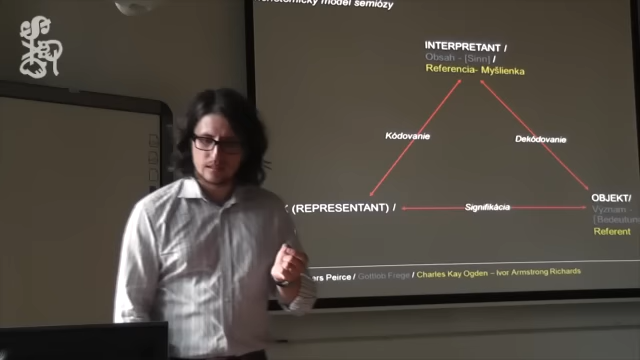 model semiózy
INTERPRETANT /
Obsah - [Sinn] /
Referencia- Myšlienka
Kódovanie
Dekódovanie
(REPRESENTANT) /
Signifikácia
OBJEKT/
Význam -
[Bedeutung
Referent
Peirce / Gottlob Frege / Charles Kay Ogden – Ivor Armstrong Richards